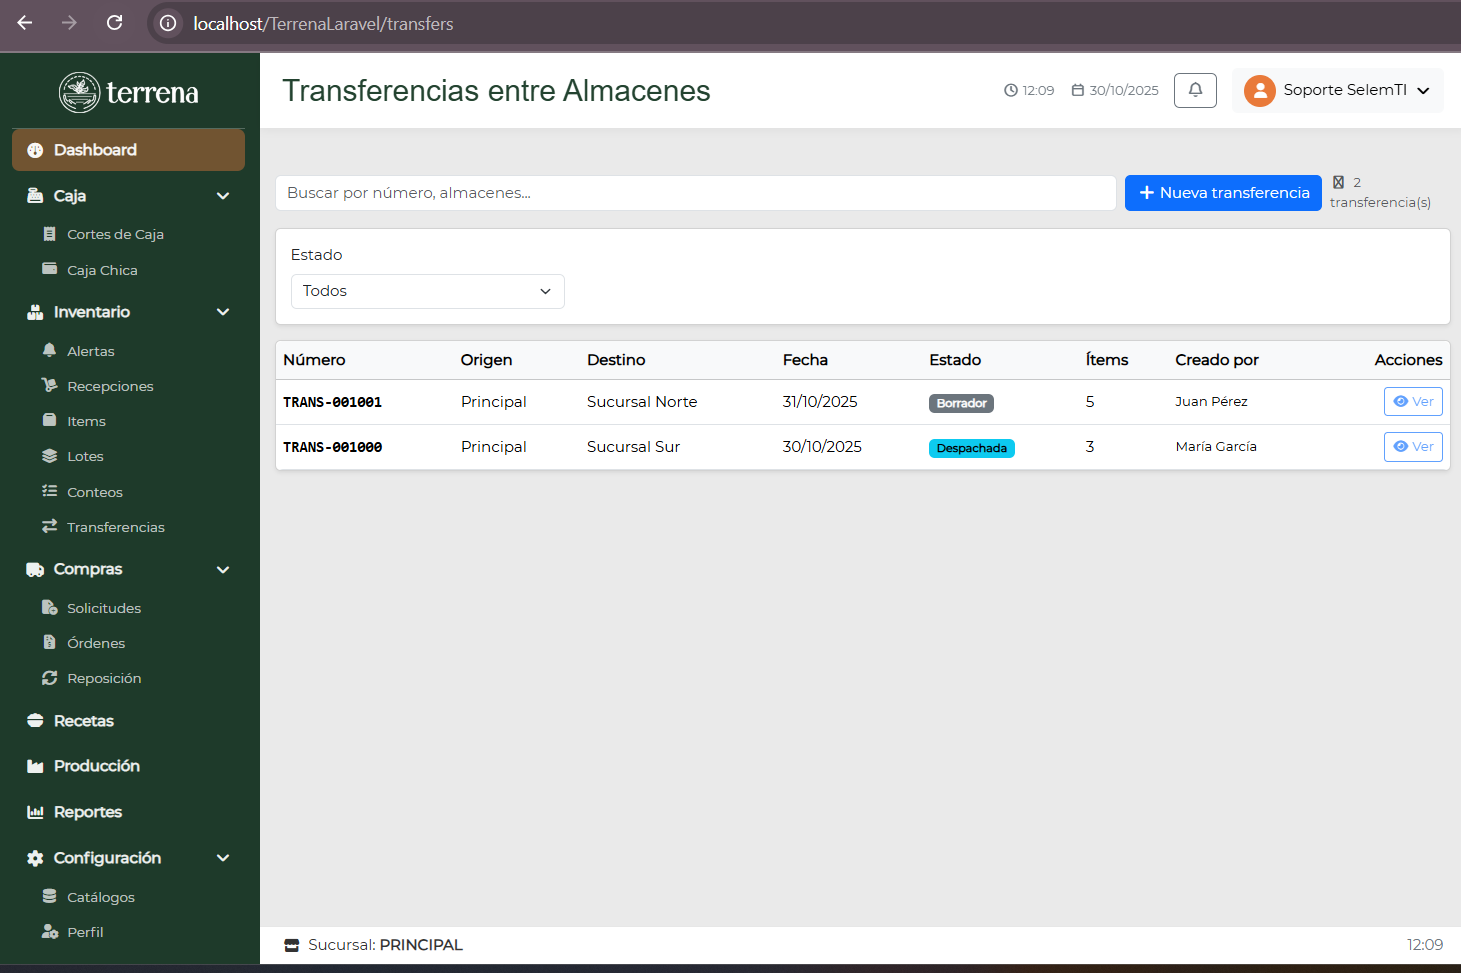 localhost/TerrenaLaravel/transfers
terrena
Dashboard
Caja
Cortes de Caja
Caja Chica
Inventario
Alertas
Recepciones
Items
Lotes
Conteos
Transferencias
Compras
Solicitudes
Órdenes
Reposición
Recetas
Producción
Reportes
Configuración
Catálogos
Perfil
Transferencias entre Almacenes
12:09 30/10/2025 Soporte SelemTI
Buscar por número, almacenes...
Nueva transferencia
2
transferencia(s)
Estado
Todos
Número Origen Destino Fecha Estado Ítems Creado por Acciones
TRANS-001001 Principal Sucursal Norte 31/10/2025 Borrador 5 Juan Pérez Ver
TRANS-001000 Principal Sucursal Sur 30/10/2025 Despachada 3 María García Ver
Sucursal: PRINCIPAL 12:09